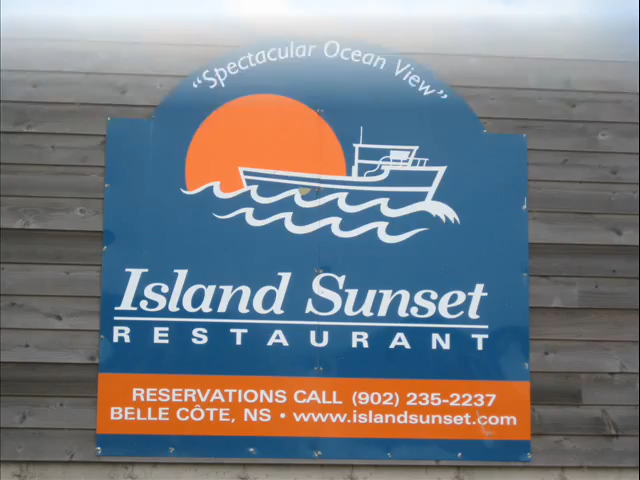 "Spectacular Ocean View"
Island Sunset
RESTAURANT
RESERVATIONS CALL (902) 235-2237
BELLE CÔTE, NS • www.islandsunset.com